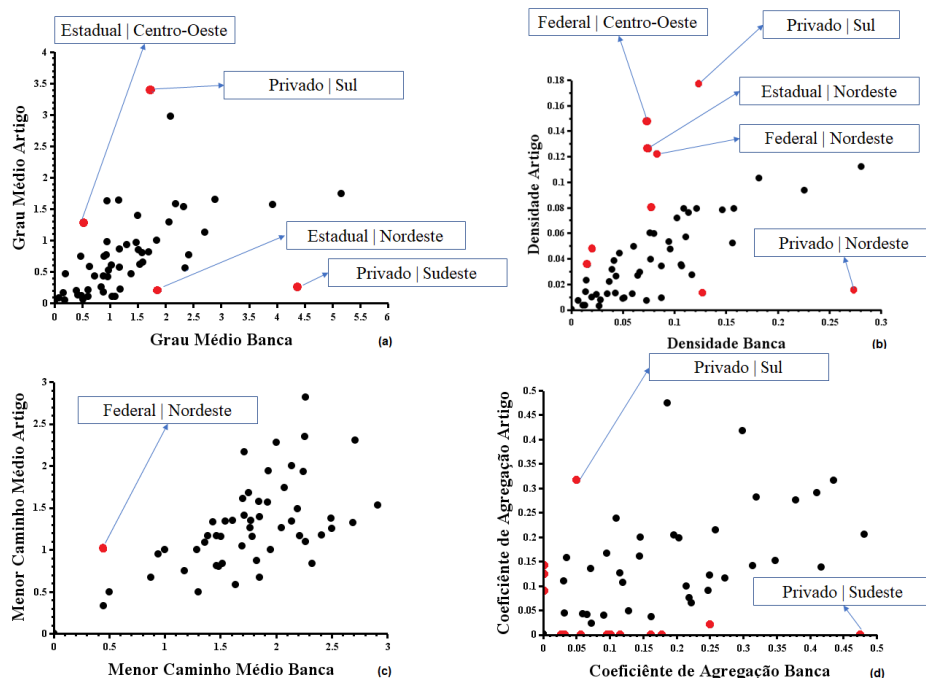 Estadual | Centro-Oeste
Privado | Sul
Estadual | Nordeste
Privado | Sudeste
Grau Médio Artigo
4
3.5
3
2.5
2
1.5
1
0.5
0
0 0.5 1 1.5 2 2.5 3 3.5 4 4.5 5 5.5 6
Grau Médio Banca
(a)
Federal | Centro-Oeste
Privado | Sul
Estadual | Nordeste
Federal | Nordeste
Privado | Nordeste
Densidade Artigo
0.18
0.16
0.14
0.12
0.1
0.08
0.06
0.04
0.02
0
0 0.05 0.1 0.15 0.2 0.25 0.3
Densidade Banca
(b)
Federal | Nordeste
Menor Caminho Médio Artigo
3
2.5
2
1.5
1
0.5
0
0 0.5 1 1.5 2 2.5 3
Menor Caminho Médio Banca
(c)
Privado | Sul
Privado | Sudeste
Coeficiênte de Agregação Artigo
0.5
0.45
0.4
0.35
0.3
0.25
0.2
0.15
0.1
0.05
0
0 0.05 0.1 0.15 0.2 0.25 0.3 0.35 0.4 0.45 0.5
Coeficiênte de Agregação Banca
(d)